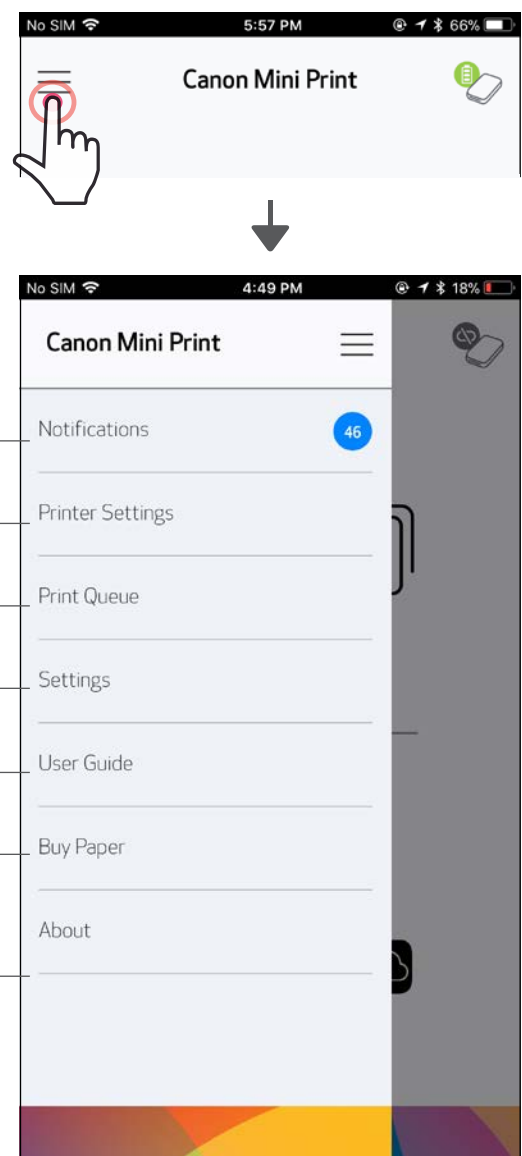 No SIM 5:57 PM 66%
Canon Mini Print
No SIM 4:49 PM 18%
Canon Mini Print
Notifications 46
Printer Settings
Print Queue
Settings
User Guide
Buy Paper
About